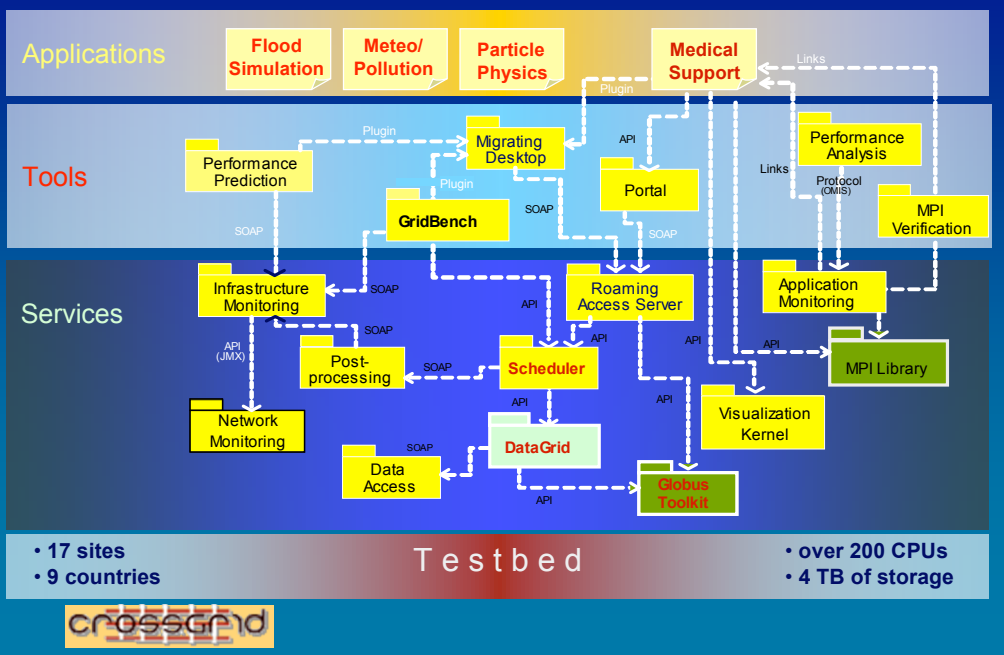 Applications
Flood
Simulation
Meteo/
Pollution
Particle
Physics
Medical
Support
Links
Plugin
Tools
Performance
Prediction
Plugin
Migrating
Desktop
API
Portal
Performance
Analysis
Links
Protocol
(OMIS)
MPI
Verification
Plugin
GridBench
SOAP
SOAP
SOAP
Services
Infrastructure
Monitoring
SOAP
API
Roaming
Access Server
Application
Monitoring
API
(JMX)
SOAP
Post-
processing
SOAP
Scheduler
API
API
API
MPI Library
API
API
Network
Monitoring
Visualization
Kernel
DataGrid
SOAP
Data
Access
API
Globus
Toolkit
• 17 sites
• 9 countries
Testbed
• over 200 CPUs
• 4 TB of storage
crossgrid